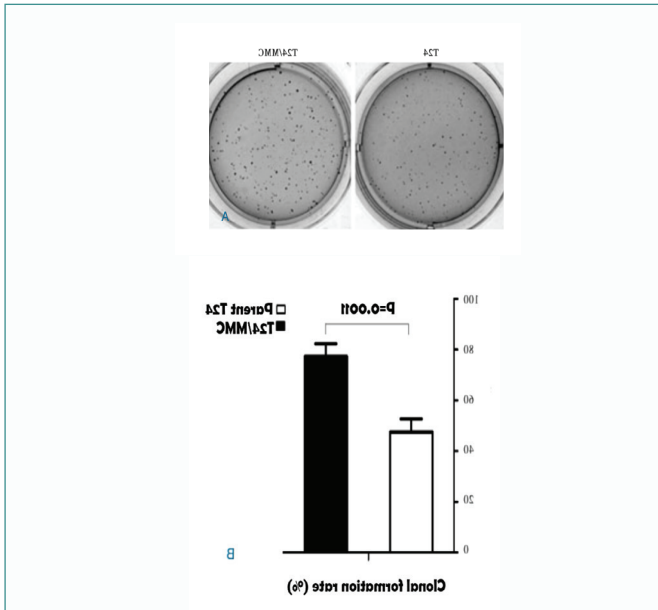 T24 T24/MMC
A
100
P=0.0011
□ Parent T24
■ T24/MMC
80
60
40
20
0
B
Clonal formation rate (%)